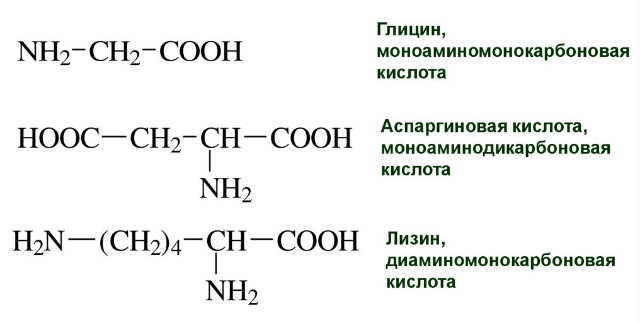 NH2–CH2–COOH
Глицин,
моноаминомонокарбоновая
кислота
HOOC–CH2–CH–COOH
NH2
Аспаргиновая кислота,
моноаминодикарбоновая
кислота
H2N–(CH2)4–CH–COOH
NH2
Лизин,
диаминомонокарбоновая
кислота